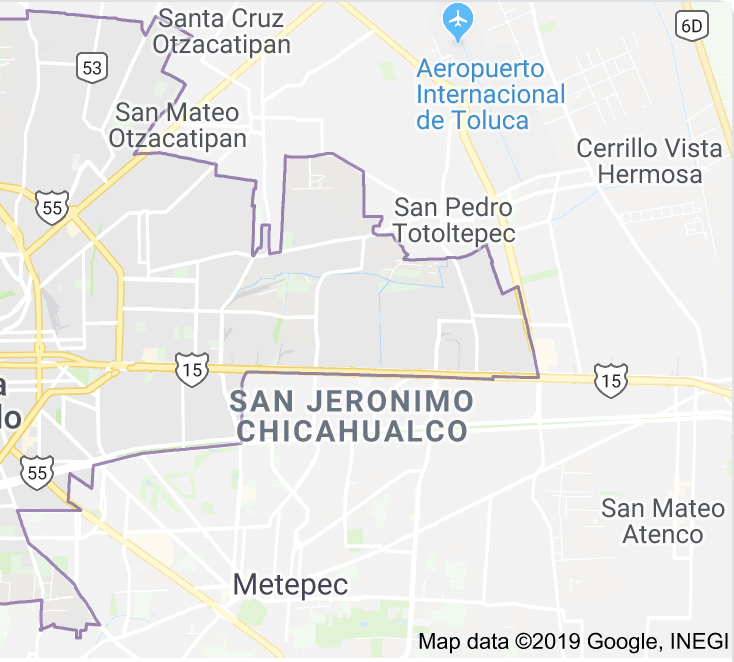 Santa Cruz
Otzacatipan
6D
53
Aeropuerto
Internacional
de Toluca
San Mateo
Otzacatipan
Cerrillo Vista
Hermosa
55
San Pedro
Totoltepec
15
15
a
lo
SAN JERONIMO
CHICAHUALCO
55
San Mateo
Atenco
Metepec
Map data ©2019 Google, INEGI